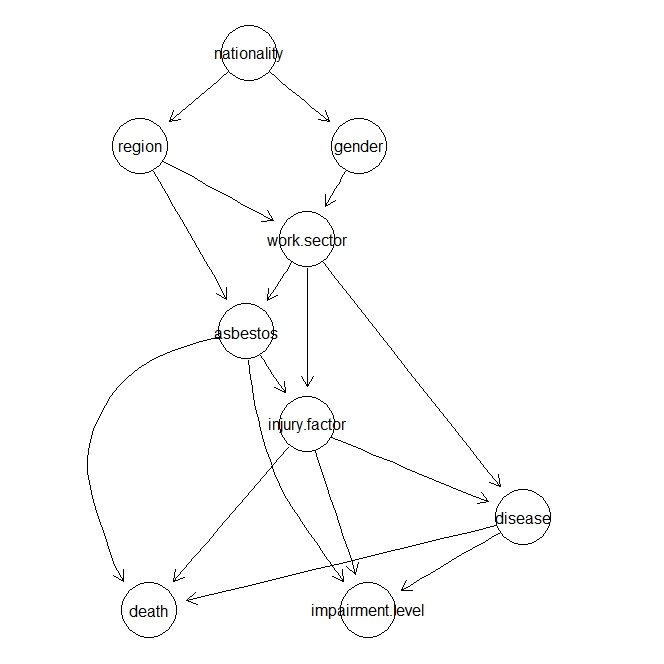 nationality
region
gender
work.sector
asbestos
injury.factor
disease
death
impairment.level